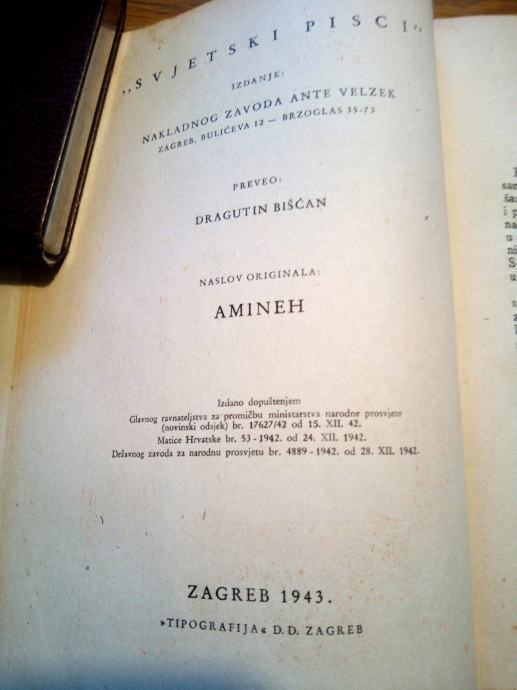 „SVJETSKI PISCI„
IZDANJE:
NAKLADNOG ZAVODA ANTE VELZEK
ZAGREB, BULIĆEVA 12 — BRZOGLAS 35-73
PREVEO:
DRAGUTIN BIŠĆAN
NASLOV ORIGINALA:
AMINEH
Izdano dopuštenjem
Glavnog ravnateljstva za promičbu ministarstva narodne prosvjete
(novinski odsjek) br. 17627/42 od 15. XII. 42.
Matice Hrvatske br. 53-1942. od 24. XII. 1942.
Državnog zavoda za narodnu prosvjetu br. 4889-1942. od 28. XII. 1942.
ZAGREB 1943.
»TIPOGRAFIJA« D. D. ZAGREB